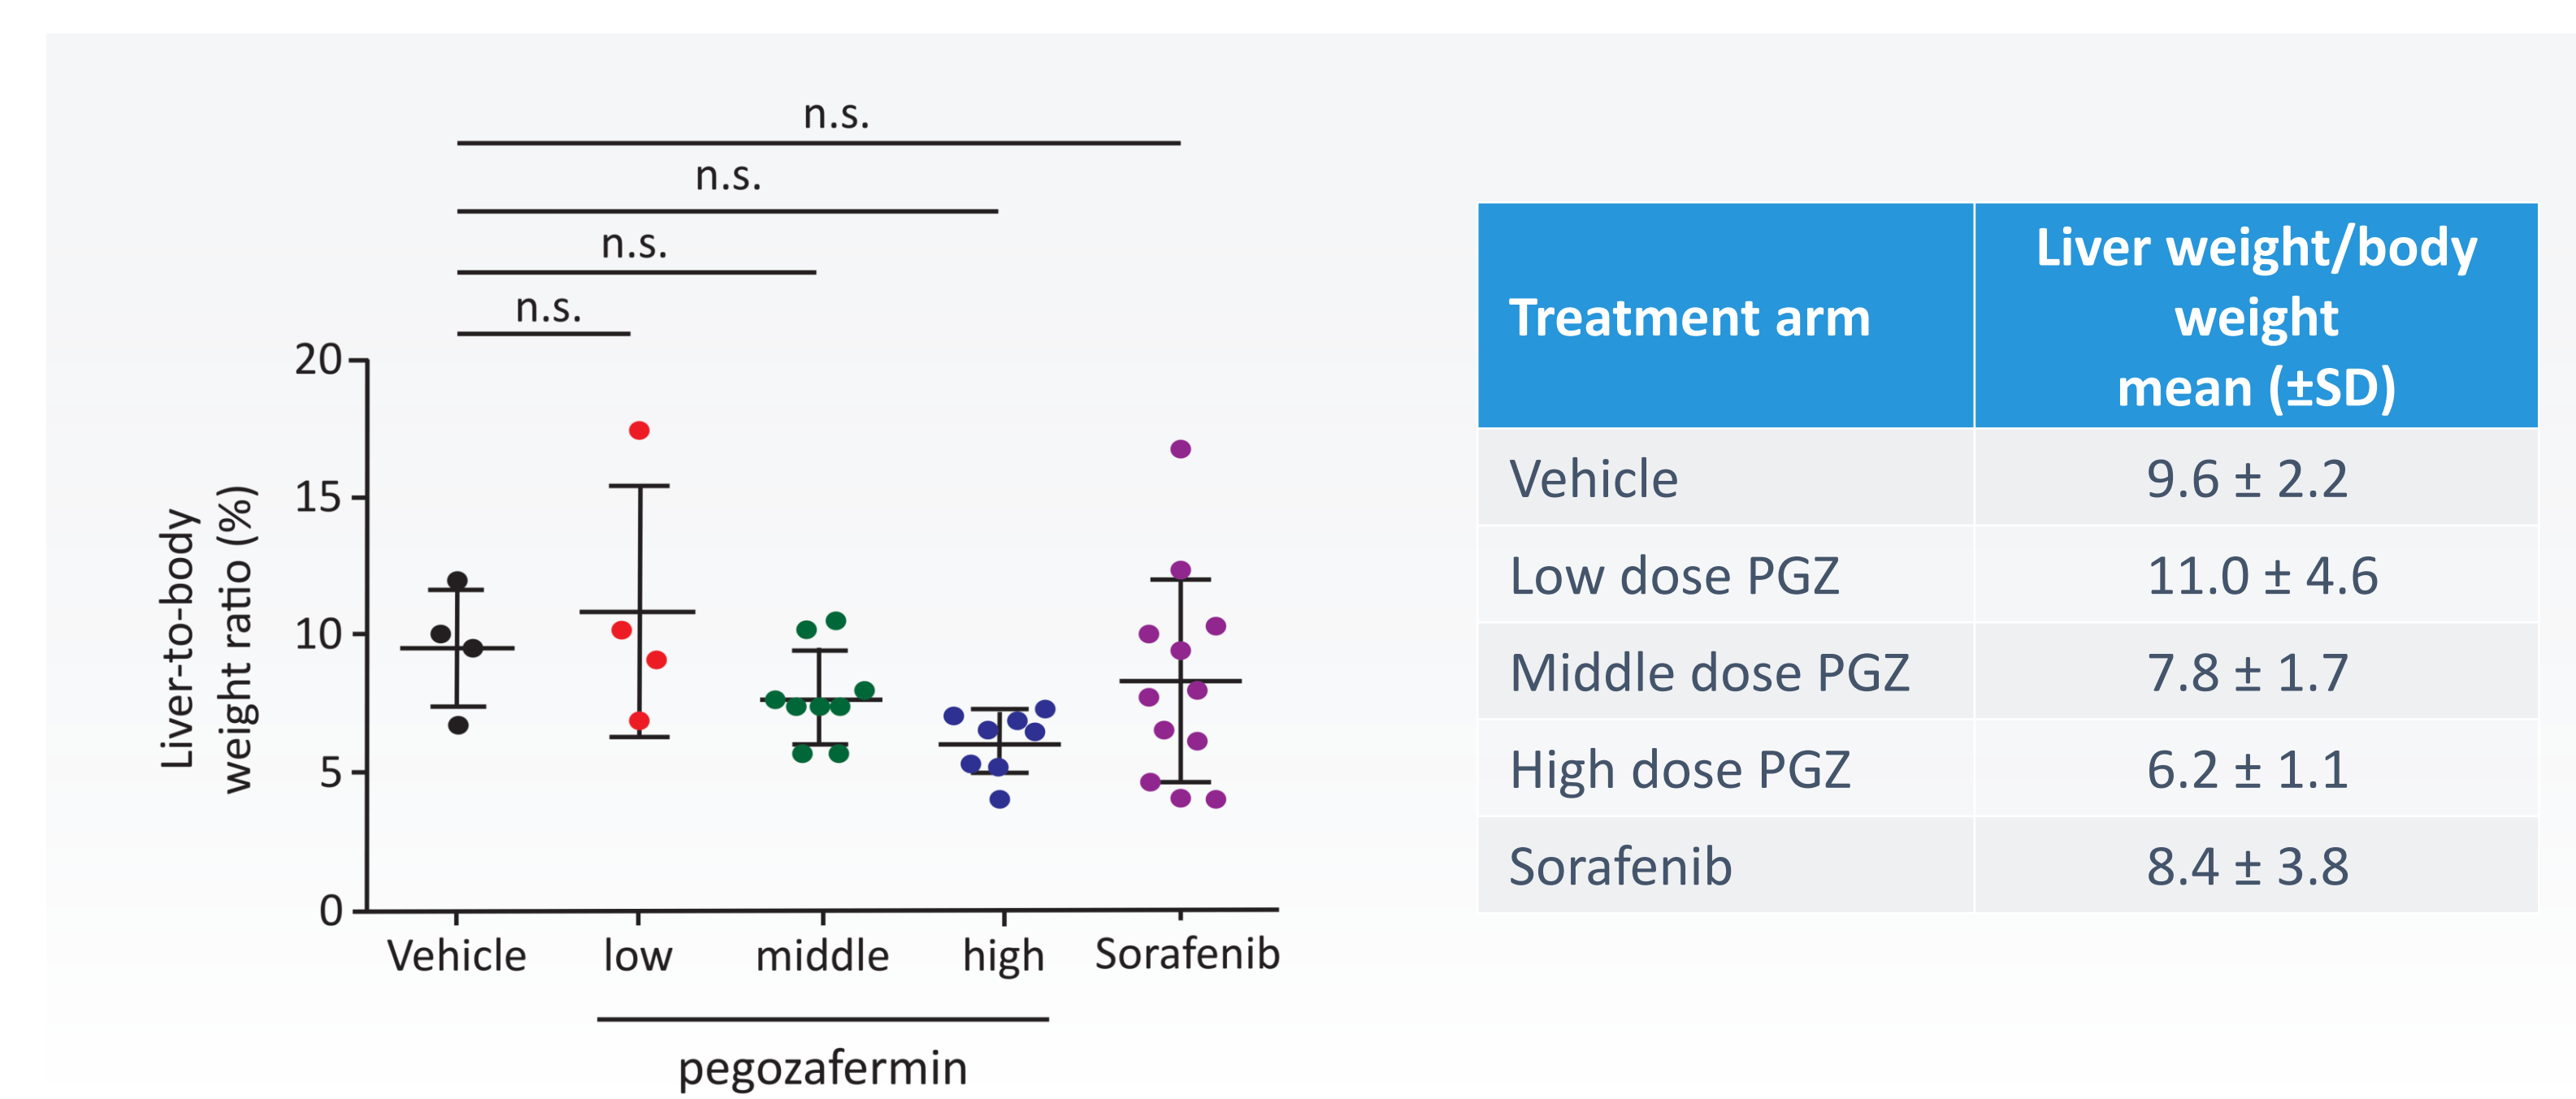 n.s.
n.s.
n.s.
n.s.
20
15
10
5
0
Liver-to-body
weight ratio (%)
Vehicle
low
middle
high
Sorafenib
pegozafermin
Treatment arm
Liver weight/body
weight
mean (±SD)
Vehicle 9.6 ± 2.2
Low dose PGZ 11.0 ± 4.6
Middle dose PGZ 7.8 ± 1.7
High dose PGZ 6.2 ± 1.1
Sorafenib 8.4 ± 3.8